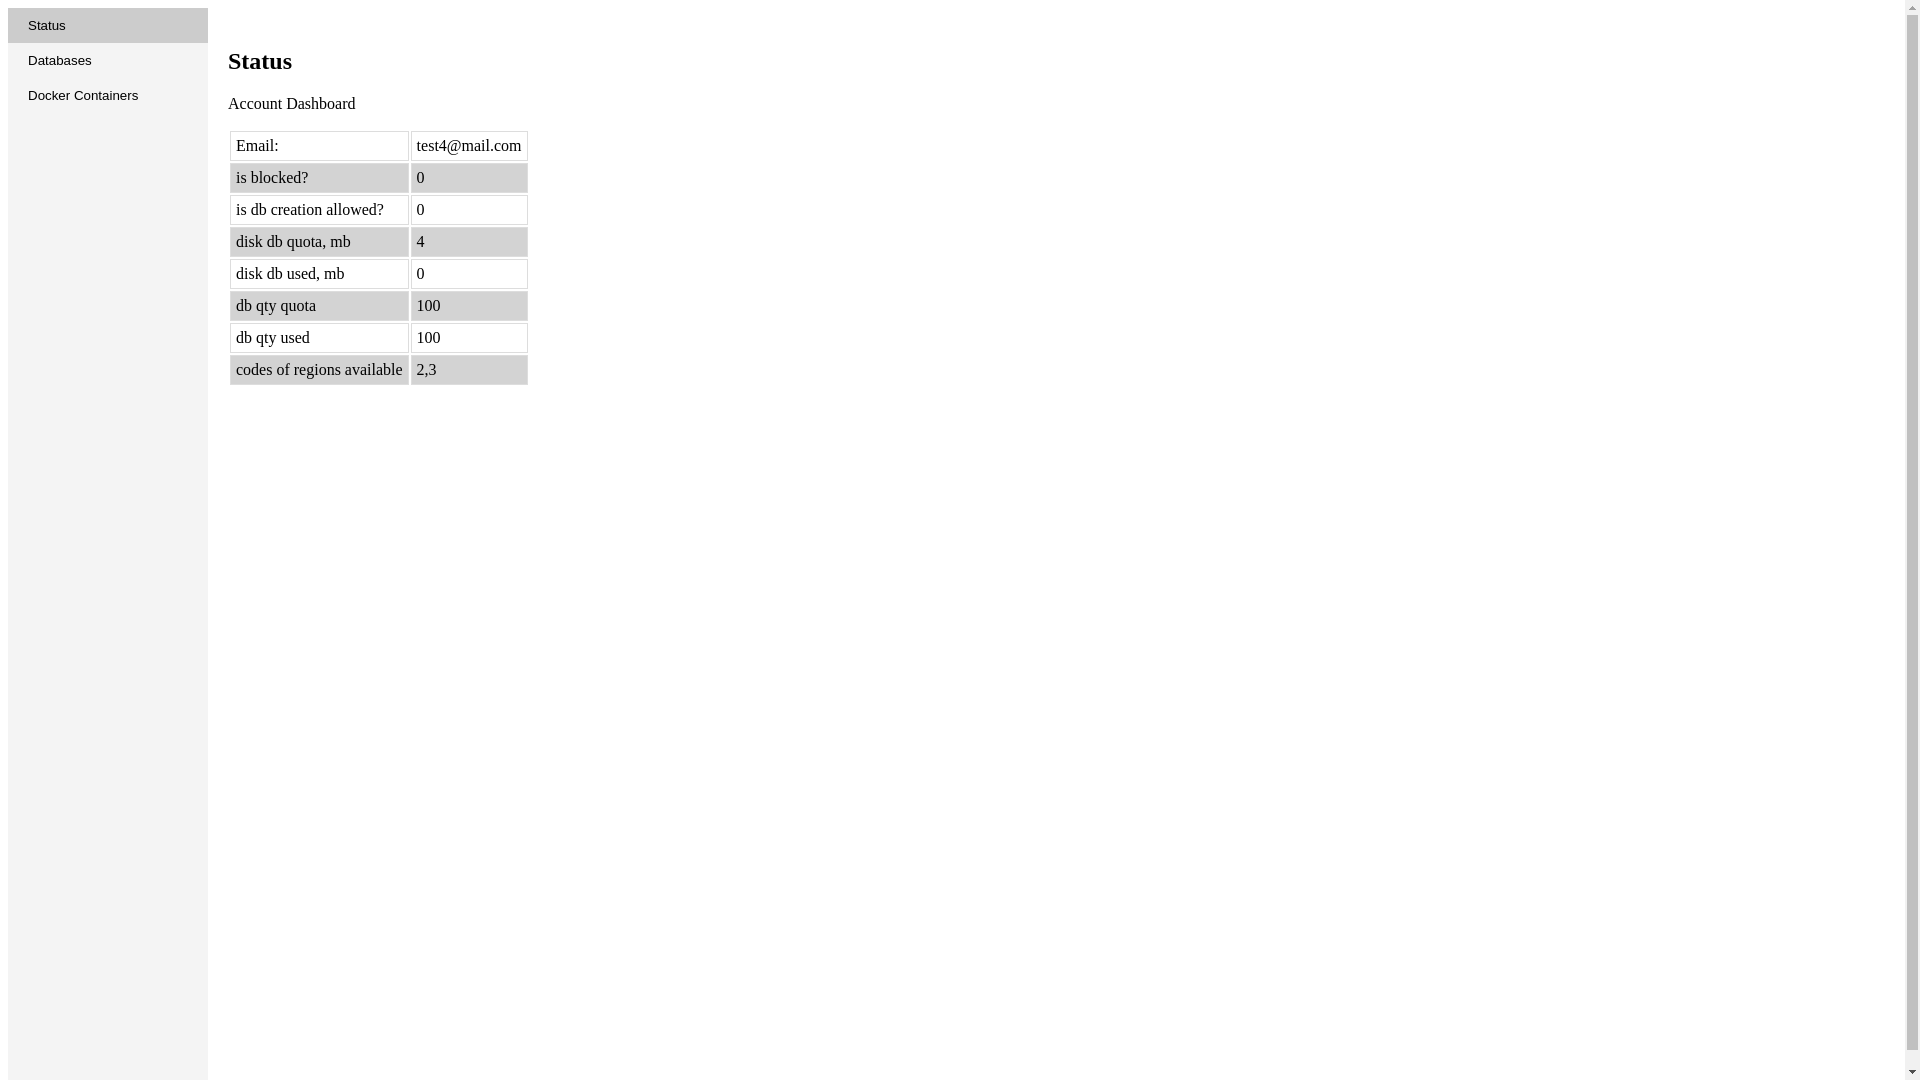 Status
Databases
Docker Containers
Status
Account Dashboard
Email: test4@mail.com
is blocked? 0
is db creation allowed? 0
disk db quota, mb 4
disk db used, mb 0
db qty quota 100
db qty used 100
codes of regions available 2,3